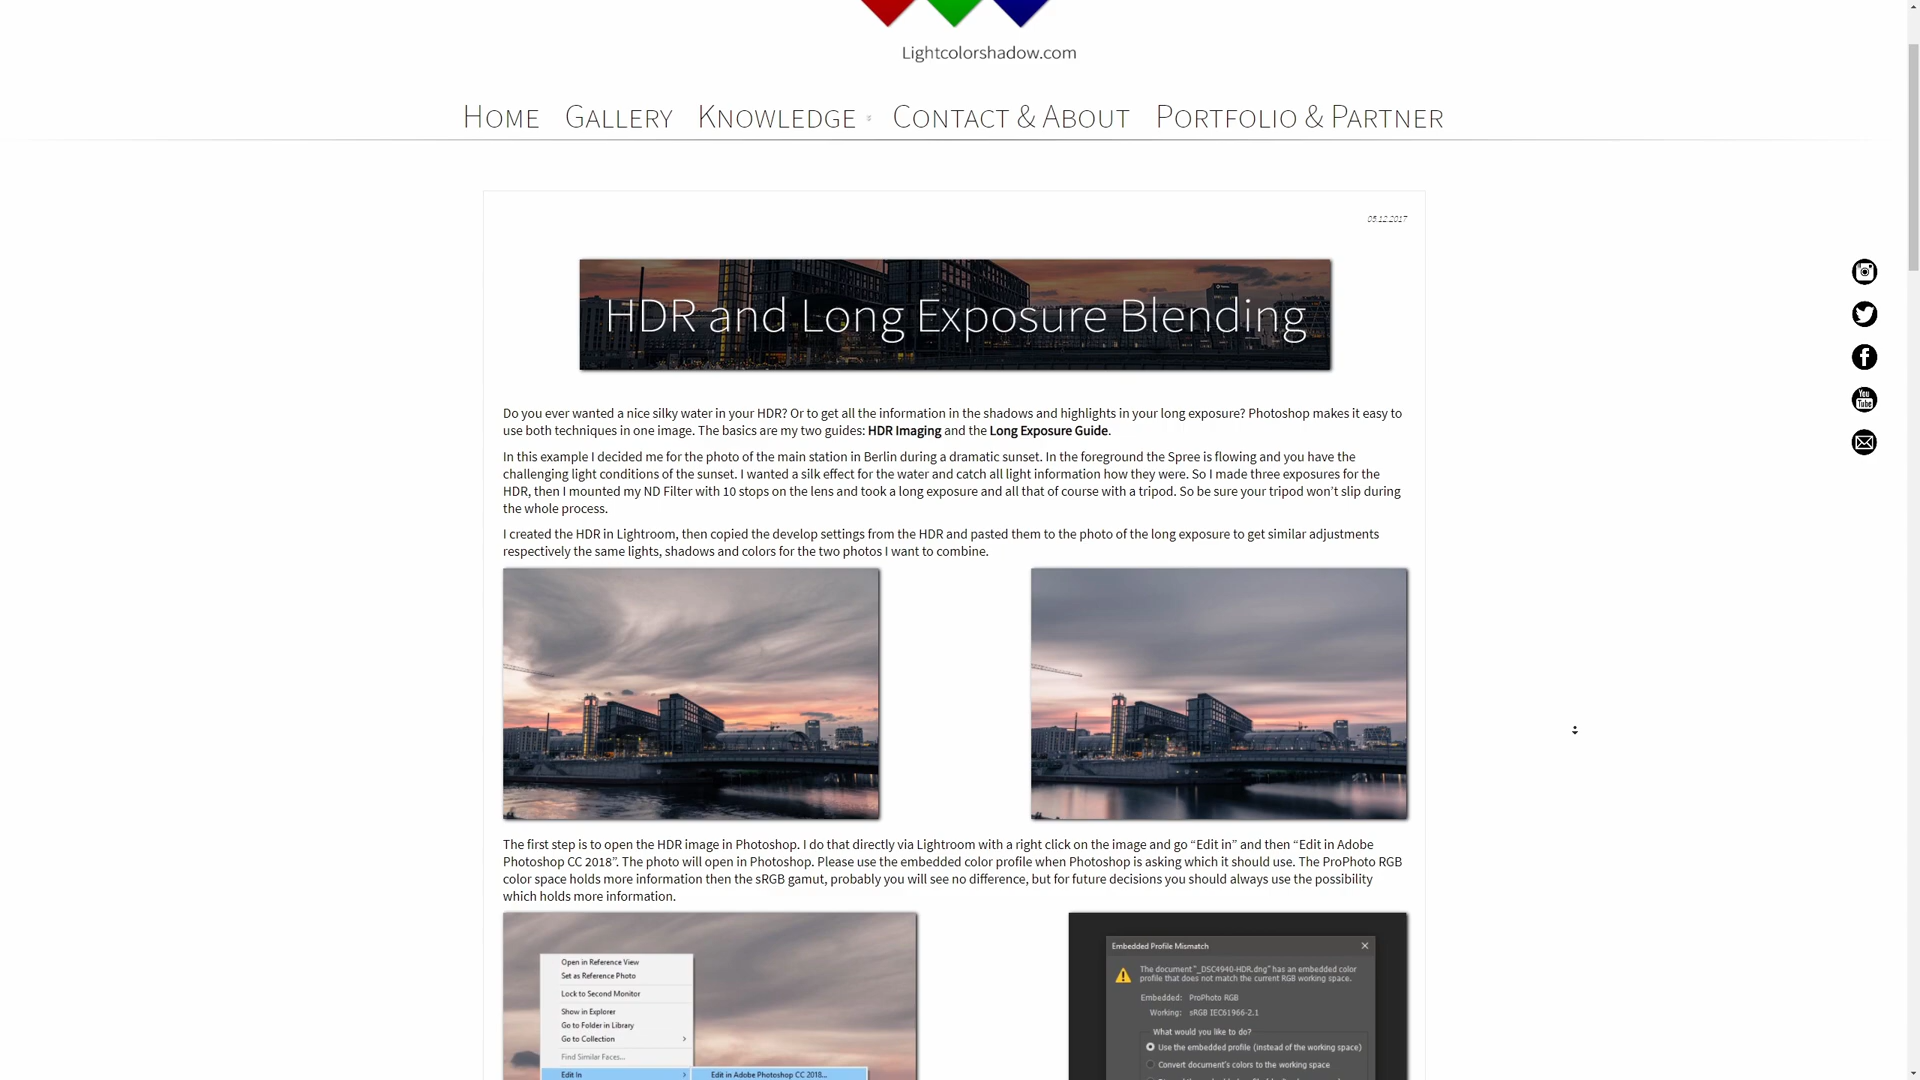 Lightcolorshadow.com
Home Gallery Knowledge Contact & About Portfolio & Partner
05.12.2017
HDR and Long Exposure Blending
Do you ever wanted a nice silky water in your HDR? Or to get all the information in the shadows and highlights in your long exposure? Photoshop makes it easy to
use both techniques in one image. The basics are my two guides: HDR Imaging and the Long Exposure Guide.
In this example I decided me for the photo of the main station in Berlin during a dramatic sunset. In the foreground the Spree is flowing and you have the
challenging light conditions of the sunset. I wanted a silk effect for the water and catch all light information how they were. So I made three exposures for the
HDR, then I mounted my ND Filter with 10 stops on the lens and took a long exposure and all that of course with a tripod. So be sure your tripod won’t slip during
the whole process.
I created the HDR in Lightroom, then copied the develop settings from the HDR and pasted them to the photo of the long exposure to get similar adjustments
respectively the same lights, shadows and colors for the two photos I want to combine.
The first step is to open the HDR image in Photoshop. I do that directly via Lightroom with a right click on the image and go “Edit in” and then “Edit in Adobe
Photoshop CC 2018”. The photo will open in Photoshop. Please use the embedded color profile when Photoshop is asking which it should use. The ProPhoto RGB
color space holds more information then the sRGB gamut, probably you will see no difference, but for future decisions you should always use the possibility
which holds more information.
Open in Reference View
Set as Reference Photo
Lock to Second Monitor
Show in Explorer
Go to Folder in Library
Go to Collection
Find Similar Faces...
Edit In
Edit in Adobe Photoshop CC 2018...
Embedded Profile Mismatch
The document "_DSC4940-HDR.dng" has an embedded color
profile that does not match the current RGB working space.
Embedded: ProPhoto RGB
Working: sRGB IEC61966-2.1
What would you like to do?
Use the embedded profile (instead of the working space)
Convert document's colors to the working space
You
Tube